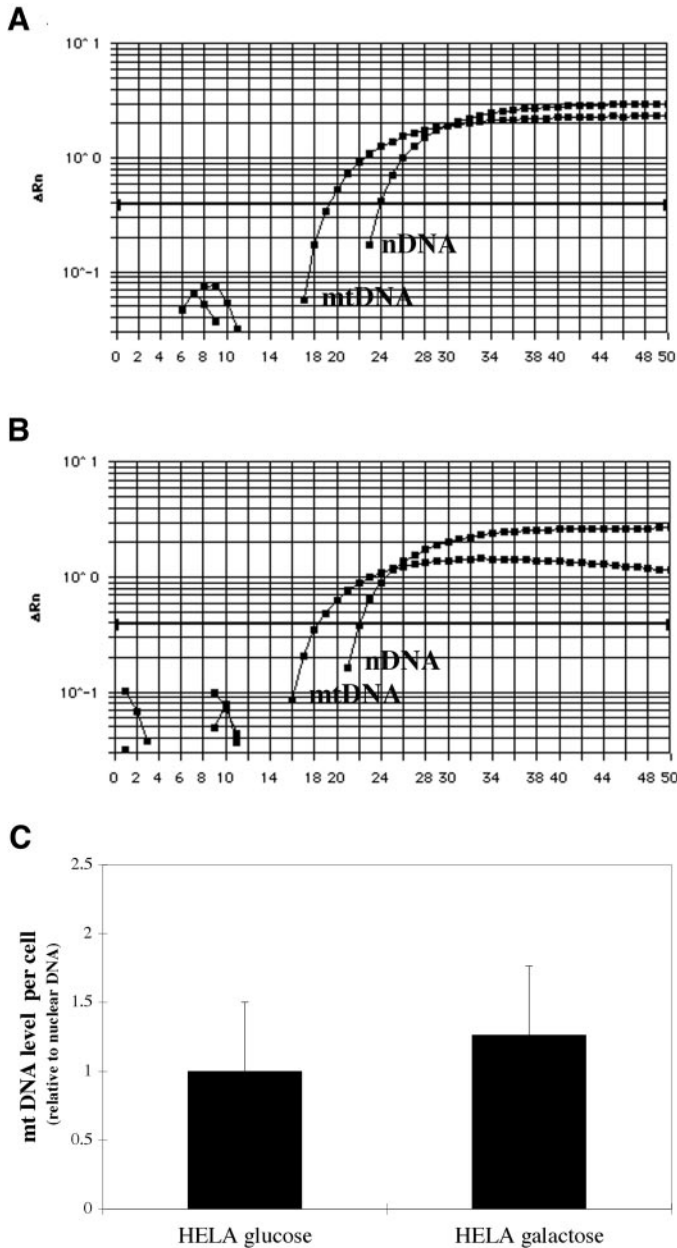 A
10^1
10^0
10^-1
ΔRn
nDNA
mtDNA
0 2 4 6 8 10 14 18 20 24 28 30 34 38 40 44 48 50
B
10^1
10^0
10^-1
ΔRn
nDNA
mtDNA
0 2 4 6 8 10 14 18 20 24 28 30 34 38 40 44 48 50
C
2.5
2
1.5
1
0.5
0
mt DNA level per cell
(relative to nuclear DNA)
HELA glucose
HELA galactose